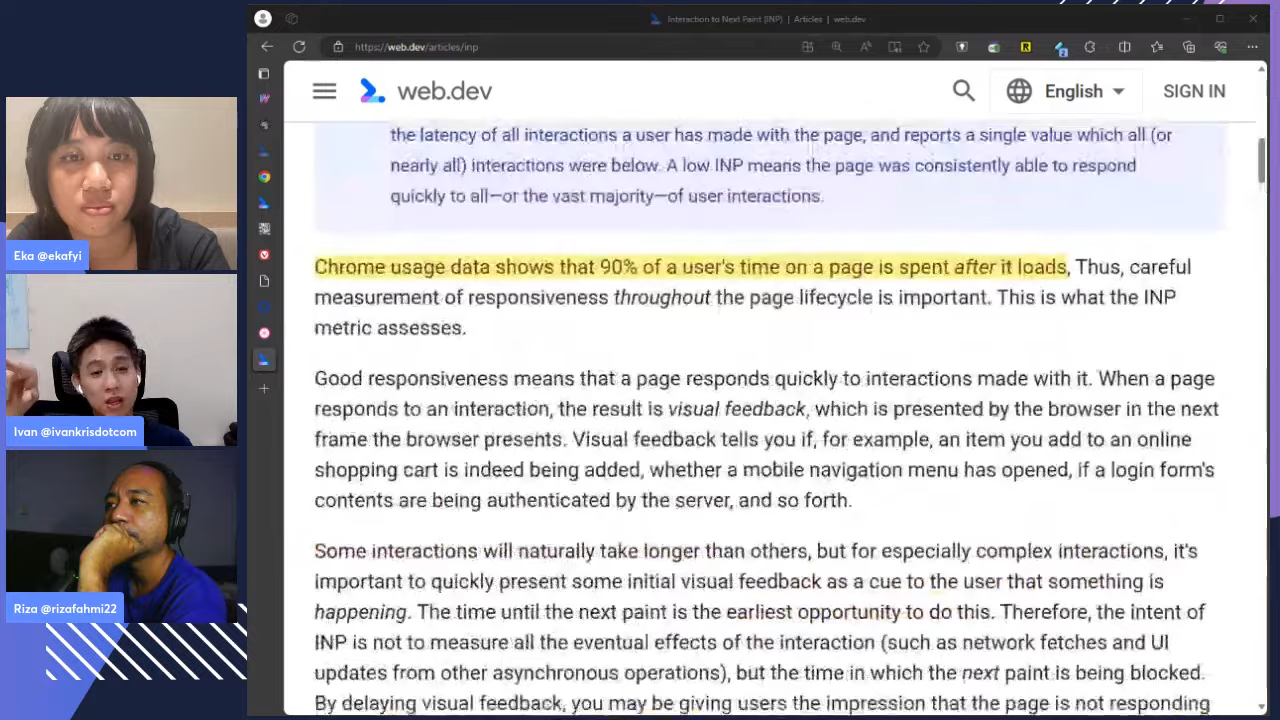 Interaction to Next Paint (INP) | Articles | web.dev
https://web.dev/articles/inp
web.dev
English
SIGN IN
the latency of all interactions a user has made with the page, and reports a single value which all (or
nearly all) interactions were below. A low INP means the page was consistently able to respond
quickly to all—or the vast majority—of user interactions.
Chrome usage data shows that 90% of a user's time on a page is spent after it loads, Thus, careful
measurement of responsiveness throughout the page lifecycle is important. This is what the INP
metric assesses.
Good responsiveness means that a page responds quickly to interactions made with it. When a page
responds to an interaction, the result is visual feedback, which is presented by the browser in the next
frame the browser presents. Visual feedback tells you if, for example, an item you add to an online
shopping cart is indeed being added, whether a mobile navigation menu has opened, if a login form's
contents are being authenticated by the server, and so forth.
Some interactions will naturally take longer than others, but for especially complex interactions, it's
important to quickly present some initial visual feedback as a cue to the user that something is
happening. The time until the next paint is the earliest opportunity to do this. Therefore, the intent of
INP is not to measure all the eventual effects of the interaction (such as network fetches and UI
updates from other asynchronous operations), but the time in which the next paint is being blocked.
By delaying visual feedback, you may be giving users the impression that the page is not responding
Eka @ekafyi
Ivan @ivankrisdotcom
Riza @rizafahmi22